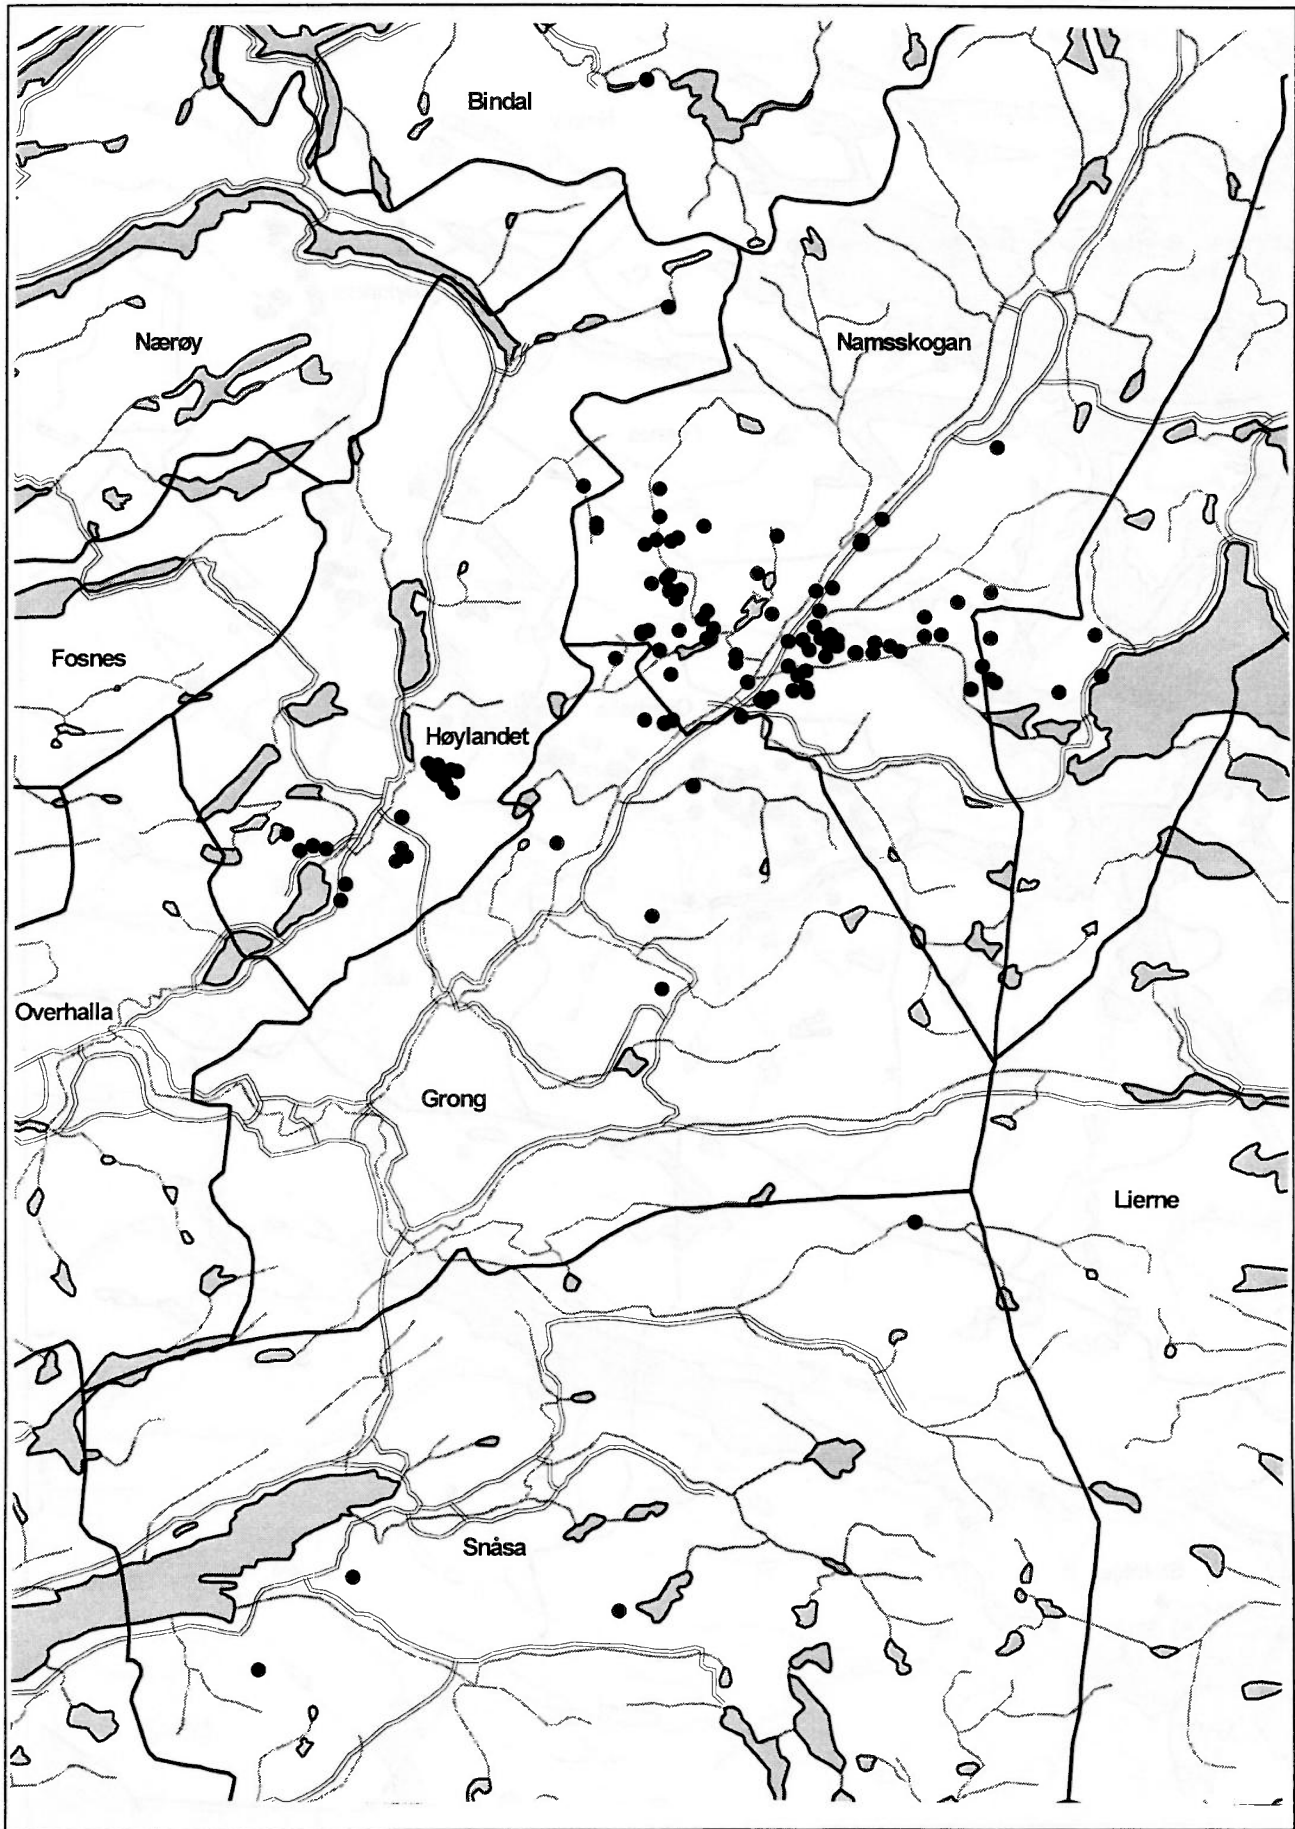 Bindal
Nærøy
Namsskogan
Fosnes
Høylandet
Overhalla
Grong
Lierne
Snåsa